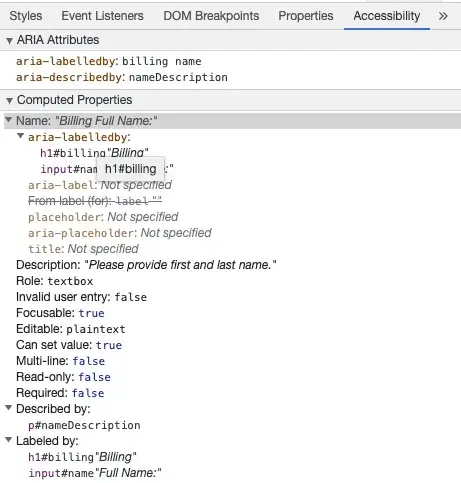 Styles Event Listeners DOM Breakpoints Properties Accessibility »
▼ ARIA Attributes
aria-labelledby: billing name
aria-describedby: nameDescription
▼ Computed Properties
▼ Name: "Billing Full Name:"
▼ aria-labelledby:
h1#billing"Billing"
input#nam :"
h1#billing
aria-label: Not specified
From label (for): label ""
placeholder: Not specified
aria-placeholder: Not specified
title: Not specified
Description: "Please provide first and last name."
Role: textbox
Invalid user entry: false
Focusable: true
Editable: plaintext
Can set value: true
Multi-line: false
Read-only: false
Required: false
▼ Described by:
p#nameDescription
▼ Labeled by:
h1#billing"Billing"
input#name"Full Name:"